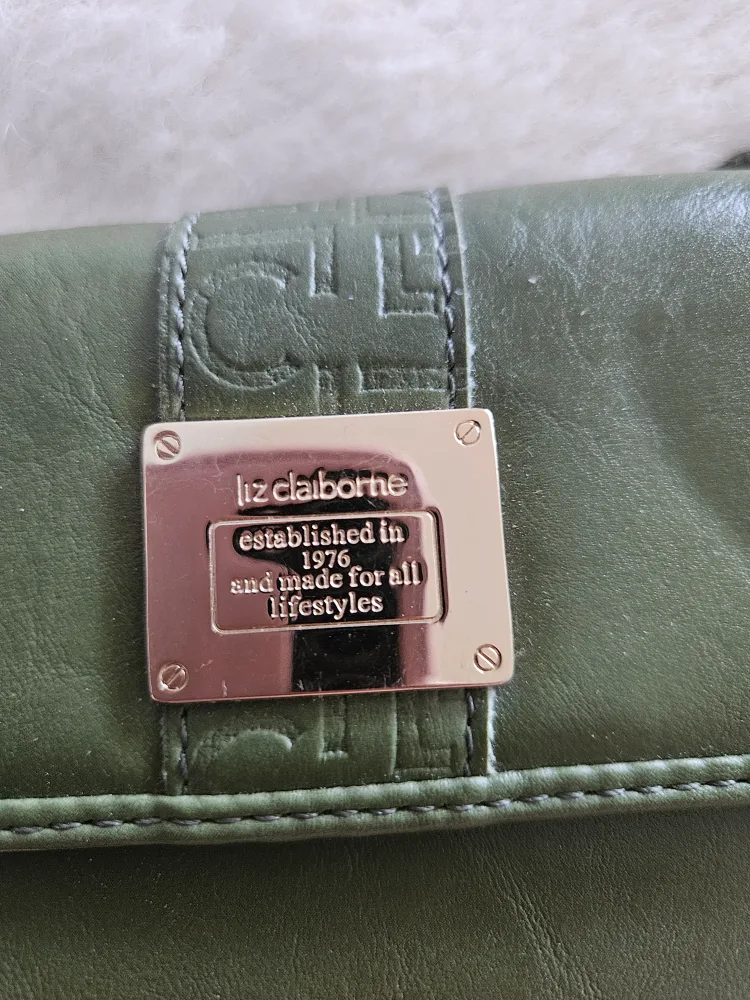 liz claiborne
established in
1976
and made for all
lifestyles